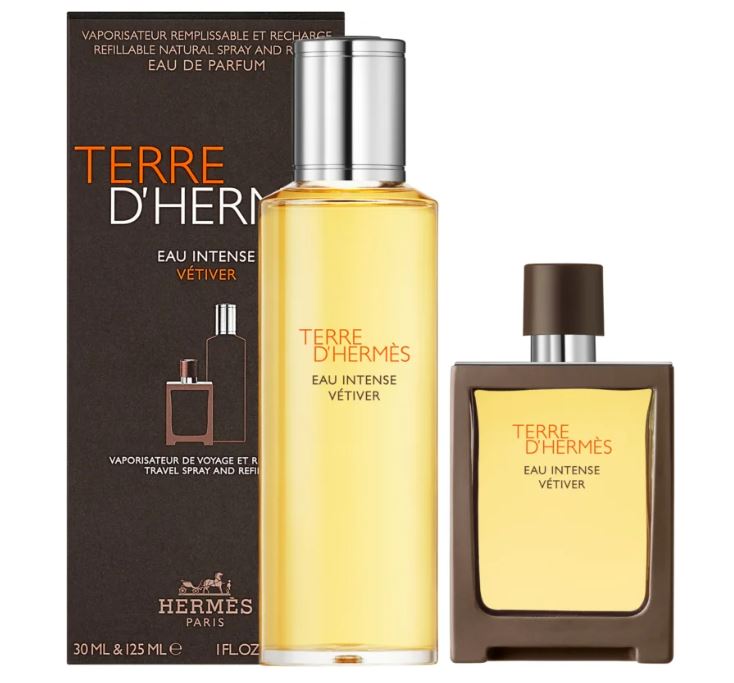 VAPORISATEUR REMPLISSABLE ET RECHARGE
REFILLABLE NATURAL SPRAY AND R
EAU DE PARFUM
TERRE
D'HERM
EAU INTENSE
VÉTIVER
VAPORISATEUR DE VOYAGE ET R
TRAVEL SPRAY AND REFI
HERMÈS
PARIS
30 ML & 125 ML ℮ 1 FL.OZ
TERRE
D'HERMÈS
EAU INTENSE
VÉTIVER
TERRE
D'HERMÈS
EAU INTENSE
VÉTIVER